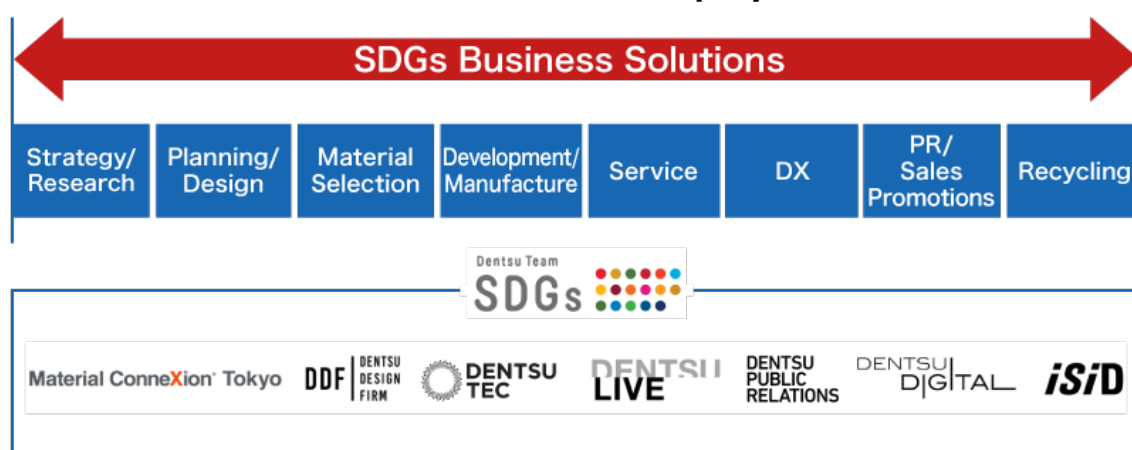 SDGs Business Solutions
Strategy/
Research
Planning/
Design
Material
Selection
Development/
Manufacture
Service
DX
PR/
Sales
Promotions
Recycling
Dentsu Team
SDGs
Material ConneXion Tokyo
DDF
DENTSU
DESIGN
FIRM
DENTSU
TEC
DENTSU
LIVE
DENTSU
PUBLIC
RELATIONS
DENTSU
DIGITAL
iSiD